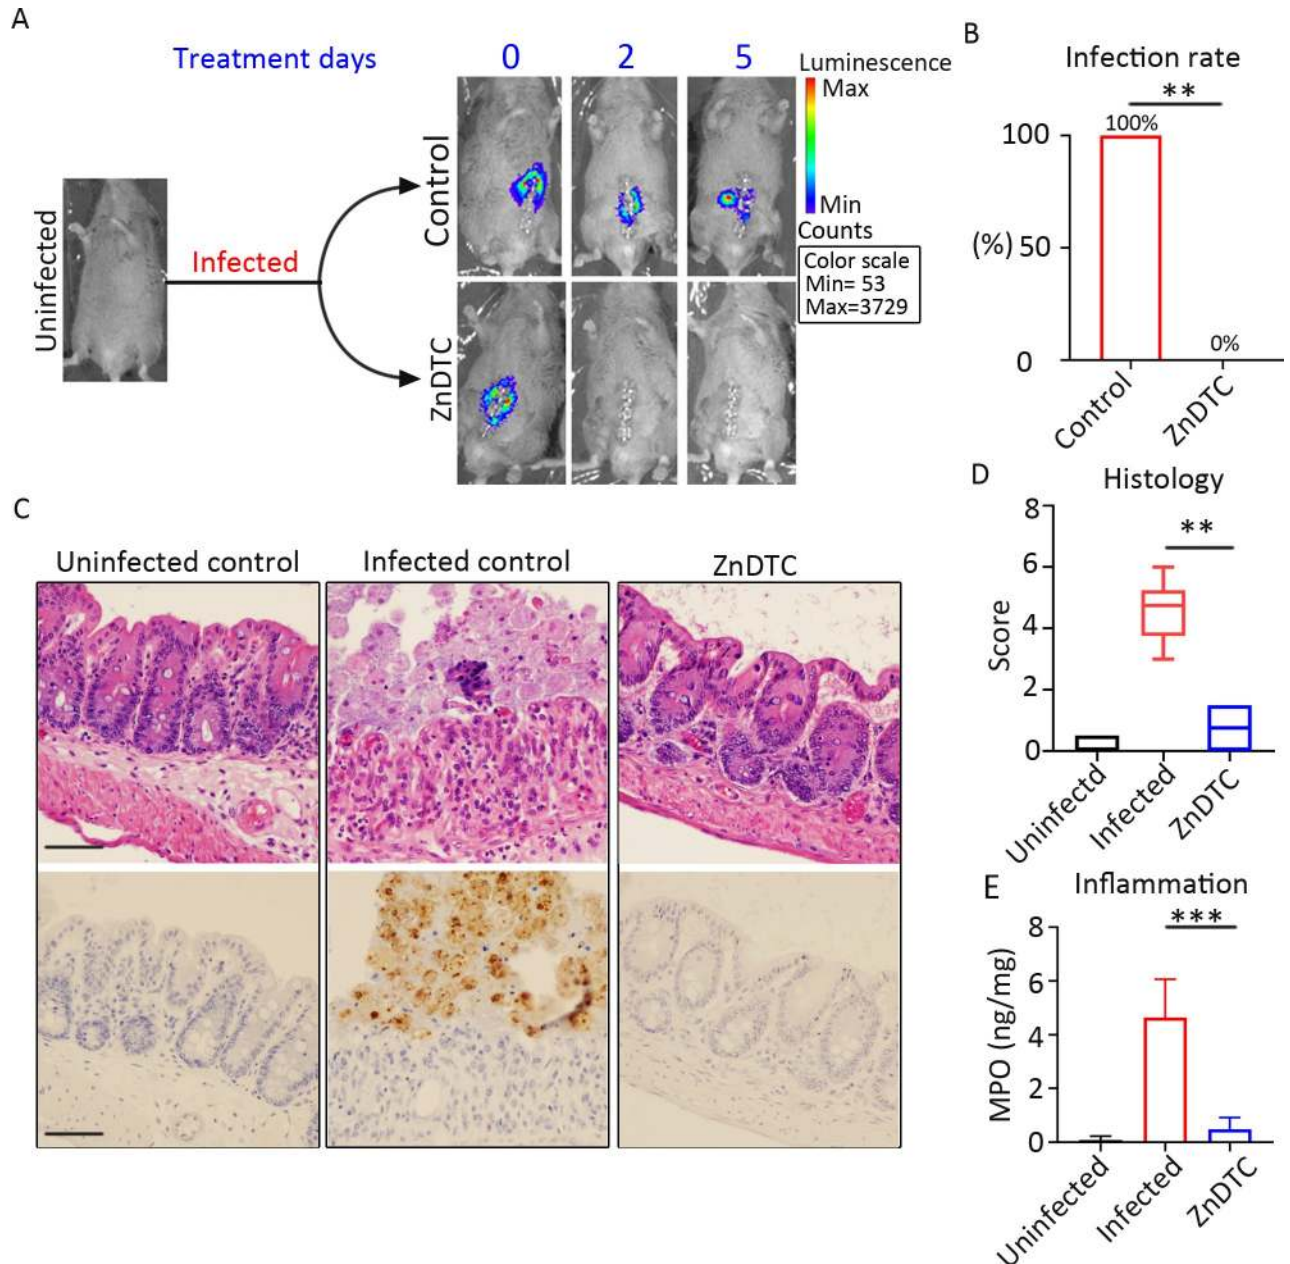 A
Treatment days
0 2 5
Uninfected
Infected
Control
ZnDTC
Luminescence
Max
Min
Counts
Color scale
Min= 53
Max=3729
B
Infection rate
**
100%
100
(%) 50
0
0%
Control
ZnDTC
C
Uninfected control
Infected control
ZnDTC
D
Histology
**
8
6
4
2
0
Score
Uninfectd
Infected
ZnDTC
E
Inflammation
***
8
6
4
2
0
MPO (ng/mg)
Uninfected
Infected
ZnDTC